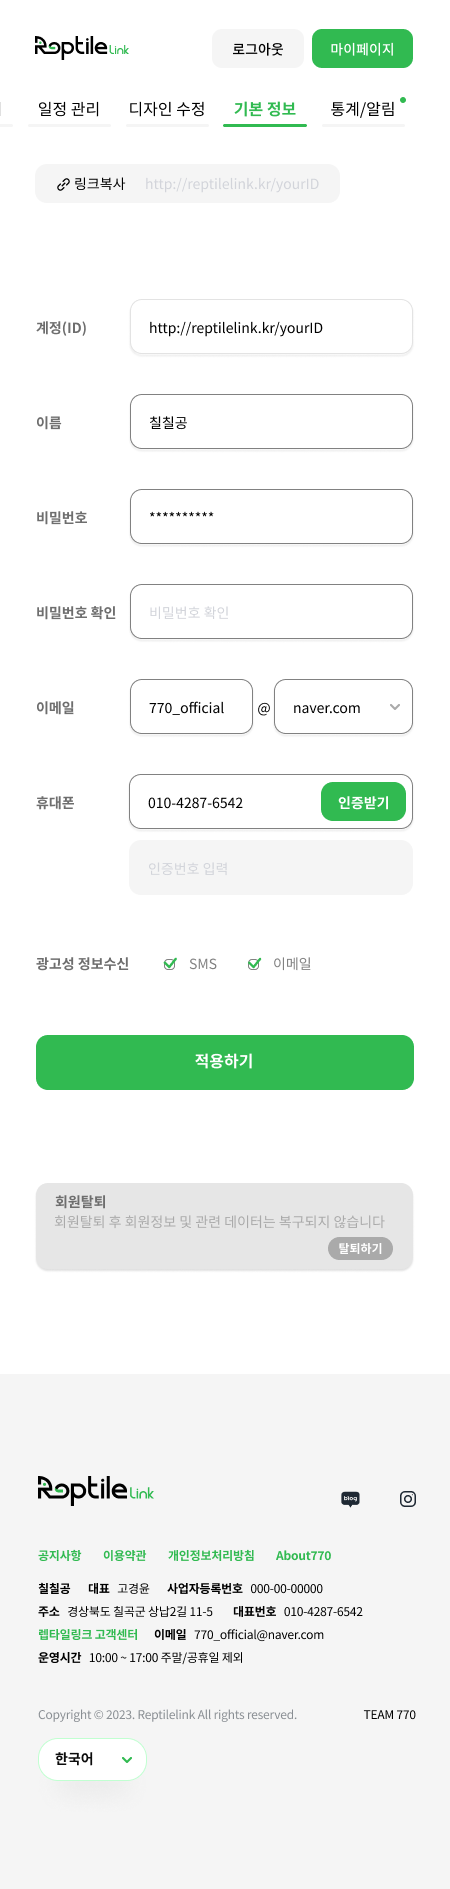 Reptile Link
로그아웃
마이페이지
일정 관리
디자인 수정
기본 정보
통계/알림
링크복사
http://reptilelink.kr/yourID
계정(ID)
http://reptilelink.kr/yourID
이름
칠칠공
비밀번호
**********
비밀번호 확인
비밀번호 확인
이메일
770_official
@
naver.com
휴대폰
010-4287-6542
인증받기
인증번호 입력
광고성 정보수신
SMS
이메일
적용하기
회원탈퇴
회원탈퇴 후 회원정보 및 관련 데이터는 복구되지 않습니다
탈퇴하기
Reptile Link
blog
공지사항 이용약관 개인정보처리방침 About770
칠칠공 대표 고경윤 사업자등록번호 000-00-00000
주소 경상북도 칠곡군 상남2길 11-5 대표번호 010-4287-6542
렙타일링크 고객센터 이메일 770_official@naver.com
운영시간 10:00 ~ 17:00 주말/공휴일 제외
Copyright © 2023. Reptilelink All rights reserved.
TEAM 770
한국어